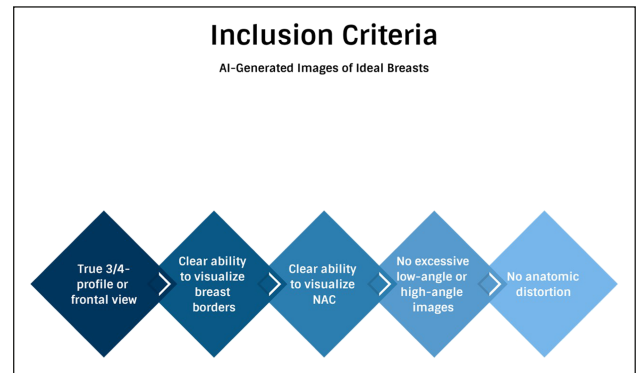 Inclusion Criteria
AI-Generated Images of Ideal Breasts
True 3/4-
profile or
frontal view
Clear ability
to visualize
breast
borders
Clear ability
to visualize
NAC
No excessive
low-angle or
high-angle
images
No anatomic
distortion